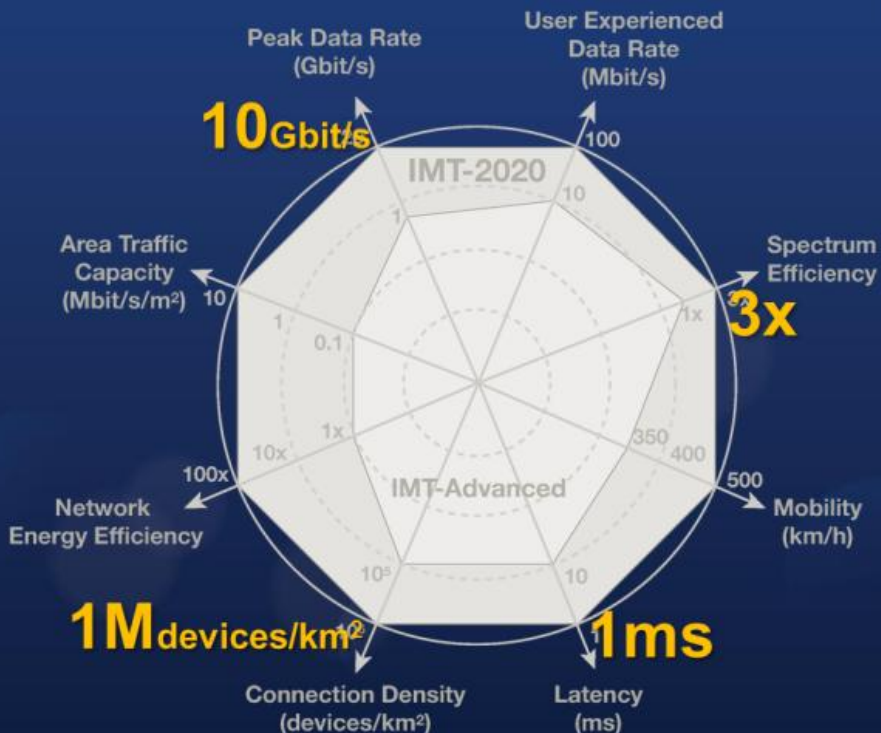 Peak Data Rate
(Gbit/s)
User Experienced
Data Rate
(Mbit/s)
10Gbit/s
100
IMT-2020
10
1
Area Traffic
Capacity
(Mbit/s/m²)
Spectrum
Efficiency
10
1
0.1
1x
3x
1x
10x
100x
350
400
500
Network
Energy Efficiency
IMT-Advanced
Mobility
(km/h)
10⁵
10
1Mdevices/km²
1ms
Connection Density
(devices/km²)
Latency
(ms)